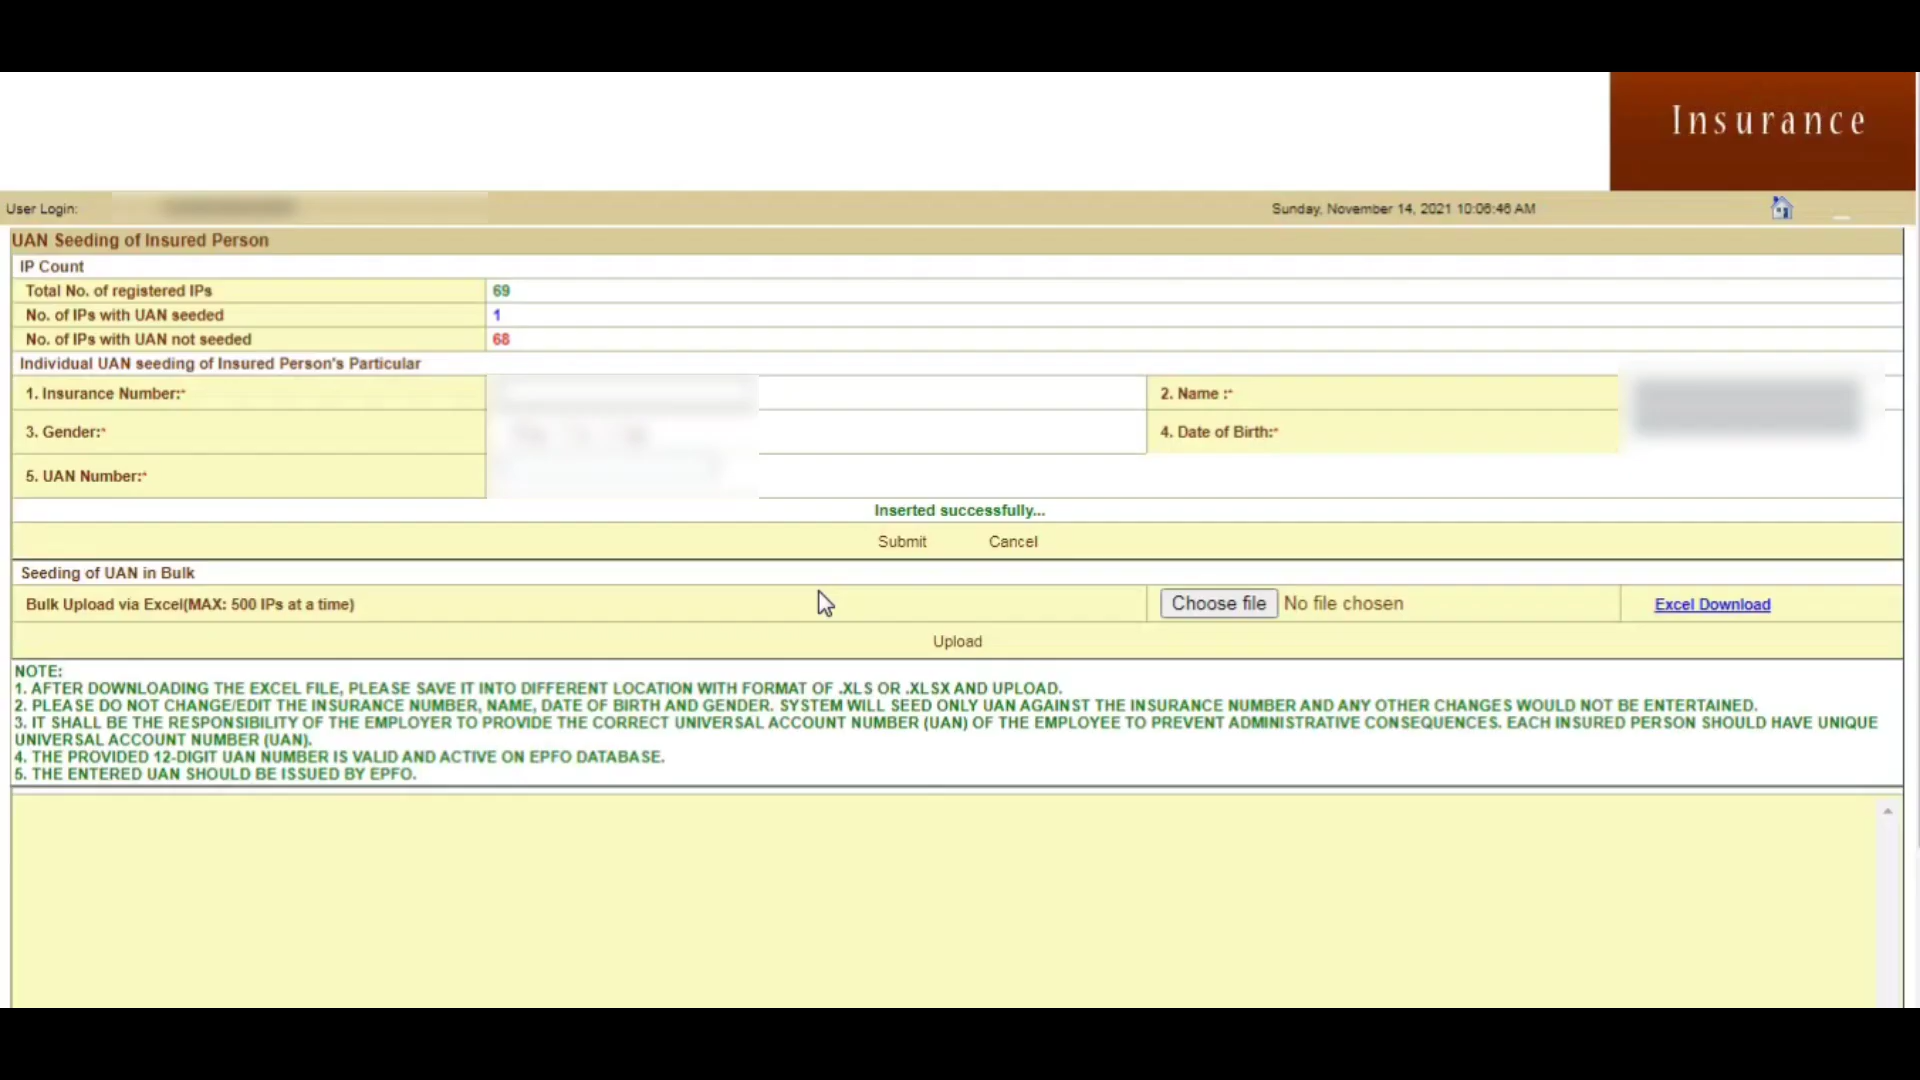 Insurance
User Login: Sunday, November 14, 2021 10:06:46 AM
UAN Seeding of Insured Person
IP Count
Total No. of registered IPs 69
No. of IPs with UAN seeded 1
No. of IPs with UAN not seeded 68
Individual UAN seeding of Insured Person's Particular
1. Insurance Number:* 2. Name :*
3. Gender:* 4. Date of Birth:*
5. UAN Number:*
Inserted successfully...
Submit Cancel
Seeding of UAN in Bulk
Bulk Upload via Excel(MAX: 500 IPs at a time) Choose file No file chosen Excel Download
Upload
NOTE:
1. AFTER DOWNLOADING THE EXCEL FILE, PLEASE SAVE IT INTO DIFFERENT LOCATION WITH FORMAT OF .XLS OR .XLSX AND UPLOAD.
2. PLEASE DO NOT CHANGE/EDIT THE INSURANCE NUMBER, NAME, DATE OF BIRTH AND GENDER. SYSTEM WILL SEED ONLY UAN AGAINST THE INSURANCE NUMBER AND ANY OTHER CHANGES WOULD NOT BE ENTERTAINED.
3. IT SHALL BE THE RESPONSIBILITY OF THE EMPLOYER TO PROVIDE THE CORRECT UNIVERSAL ACCOUNT NUMBER (UAN) OF THE EMPLOYEE TO PREVENT ADMINISTRATIVE CONSEQUENCES. EACH INSURED PERSON SHOULD HAVE UNIQUE
UNIVERSAL ACCOUNT NUMBER (UAN).
4. THE PROVIDED 12-DIGIT UAN NUMBER IS VALID AND ACTIVE ON EPFO DATABASE.
5. THE ENTERED UAN SHOULD BE ISSUED BY EPFO.